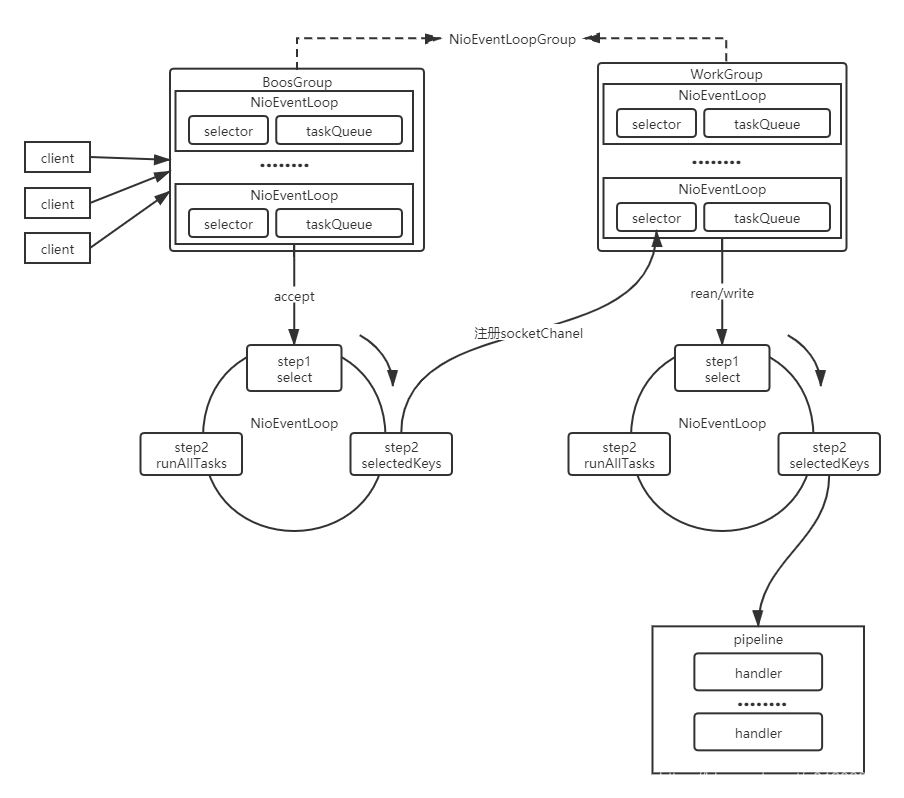 NioEventLoopGroup
BoosGroup
NioEventLoop
selector
taskQueue
NioEventLoop
selector
taskQueue
client
client
client
WorkGroup
NioEventLoop
selector
taskQueue
NioEventLoop
selector
taskQueue
accept
rean/write
注册socketChanel
step1
select
NioEventLoop
step2
runAllTasks
step2
selectedKeys
step1
select
NioEventLoop
step2
runAllTasks
step2
selectedKeys
pipeline
handler
handler